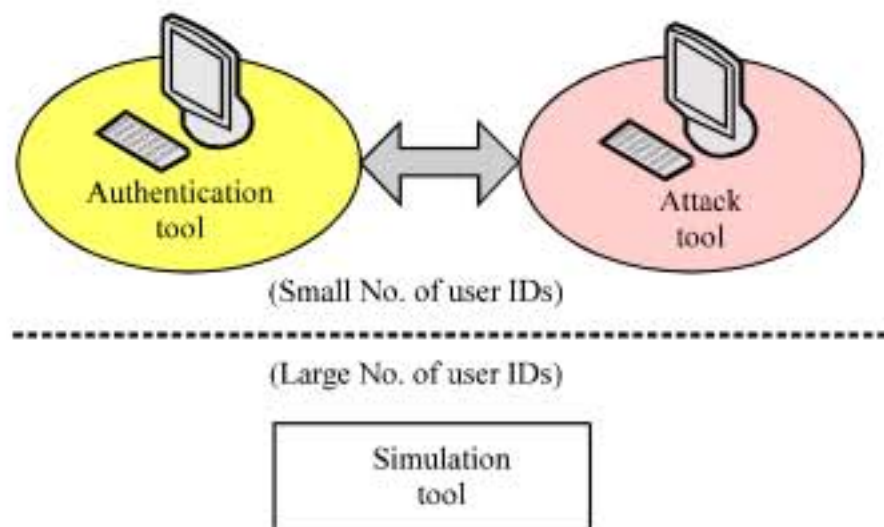 Authentication
tool
Attack
tool
(Small No. of user IDs)
(Large No. of user IDs)
Simulation
tool